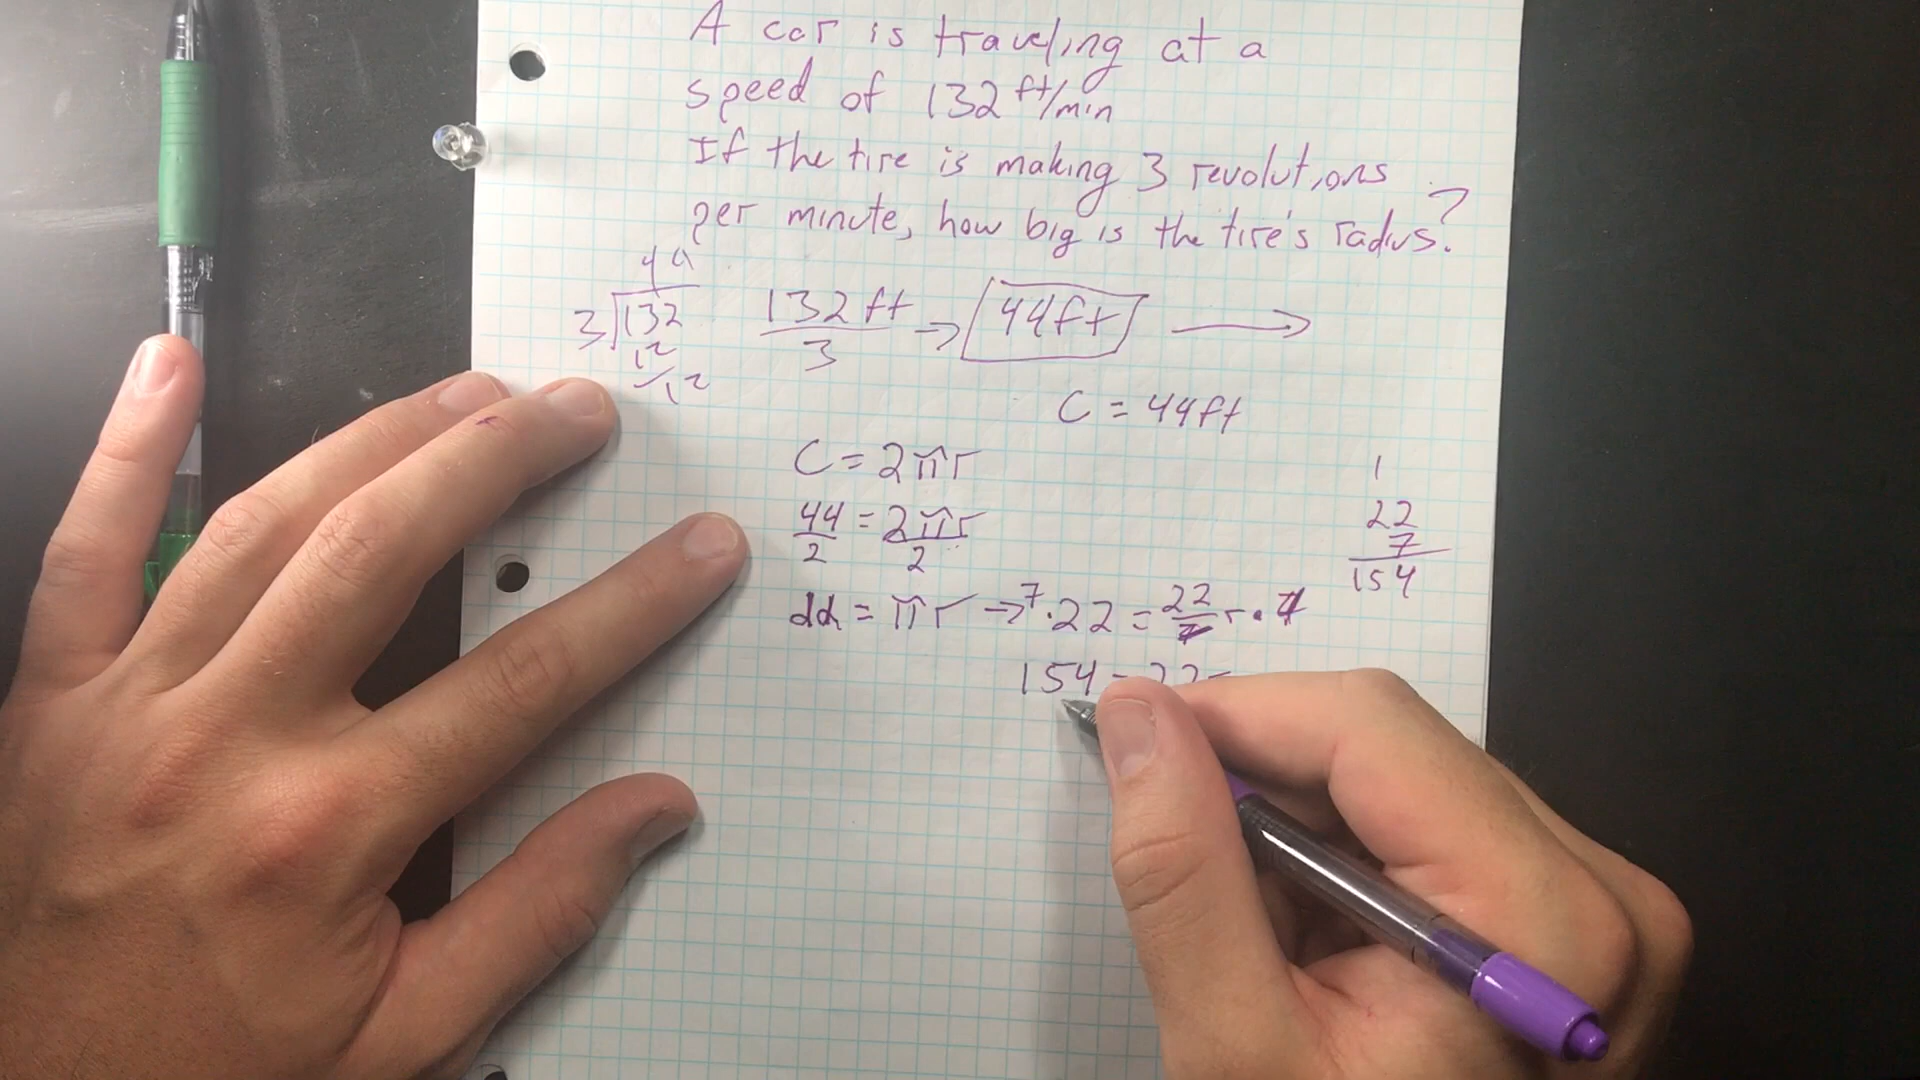 A car is traveling at a
speed of 132 ft/min
If the tire is making 3 revolutions
per minute, how big is the tire's radius?
44
3 132
12
12
132 ft
3
→ 44ft →
C = 44ft
C = 2πr
44 = 2πr
2 2
22 = πr → 7 · 22 = 22/7 r · 7
1
22
7
154
154 = 22r